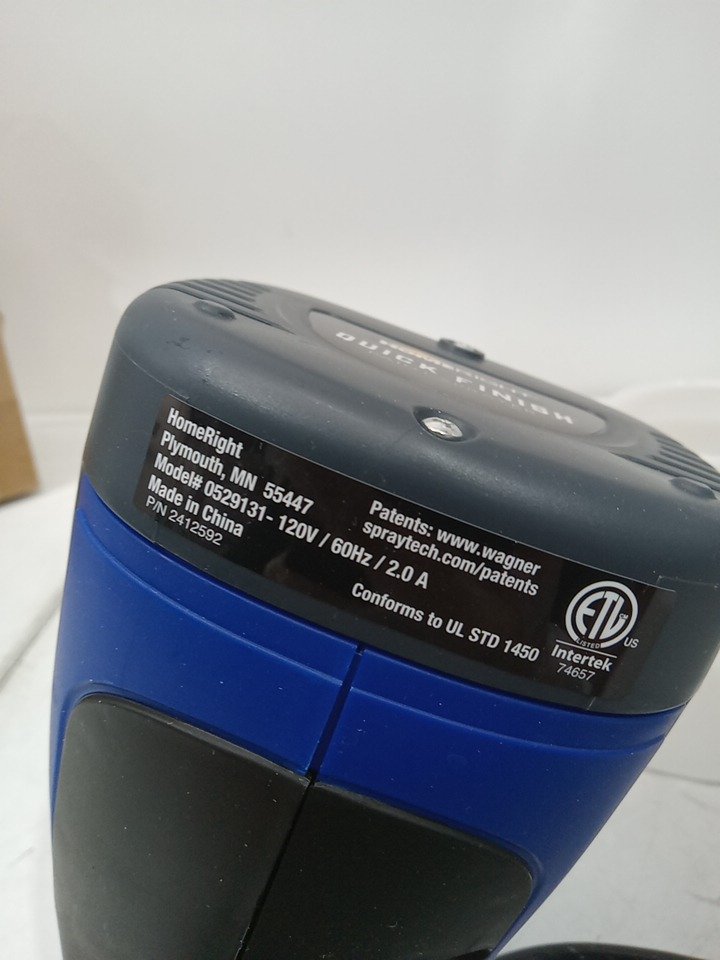 QUICK FINISH
HomeRight
Plymouth, MN 55447
Model# 0529131- 120V / 60Hz / 2.0 A
Made in China
P/N 2412592
Patents: www.wagner
spraytech.com/patents
Conforms to UL STD 1450
ETL CM
LISTED
US
Intertek
74657